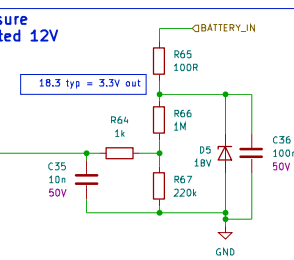 sure
ted 12V
BATTERY_IN
R65
100R
18.3 typ = 3.3V out
R66
1M
R64
1k
D5
18V
C36
100n
50V
C35
10n
50V
R67
220k
GND